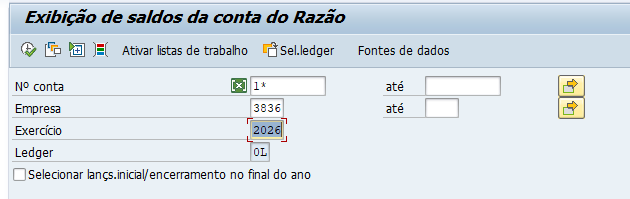 Exibição de saldos da conta do Razão
Ativar listas de trabalho Sel.ledger Fontes de dados
Nº conta 1* até
Empresa 3836 até
Exercício 2026
Ledger 0L
Selecionar lançs.inicial/encerramento no final do ano